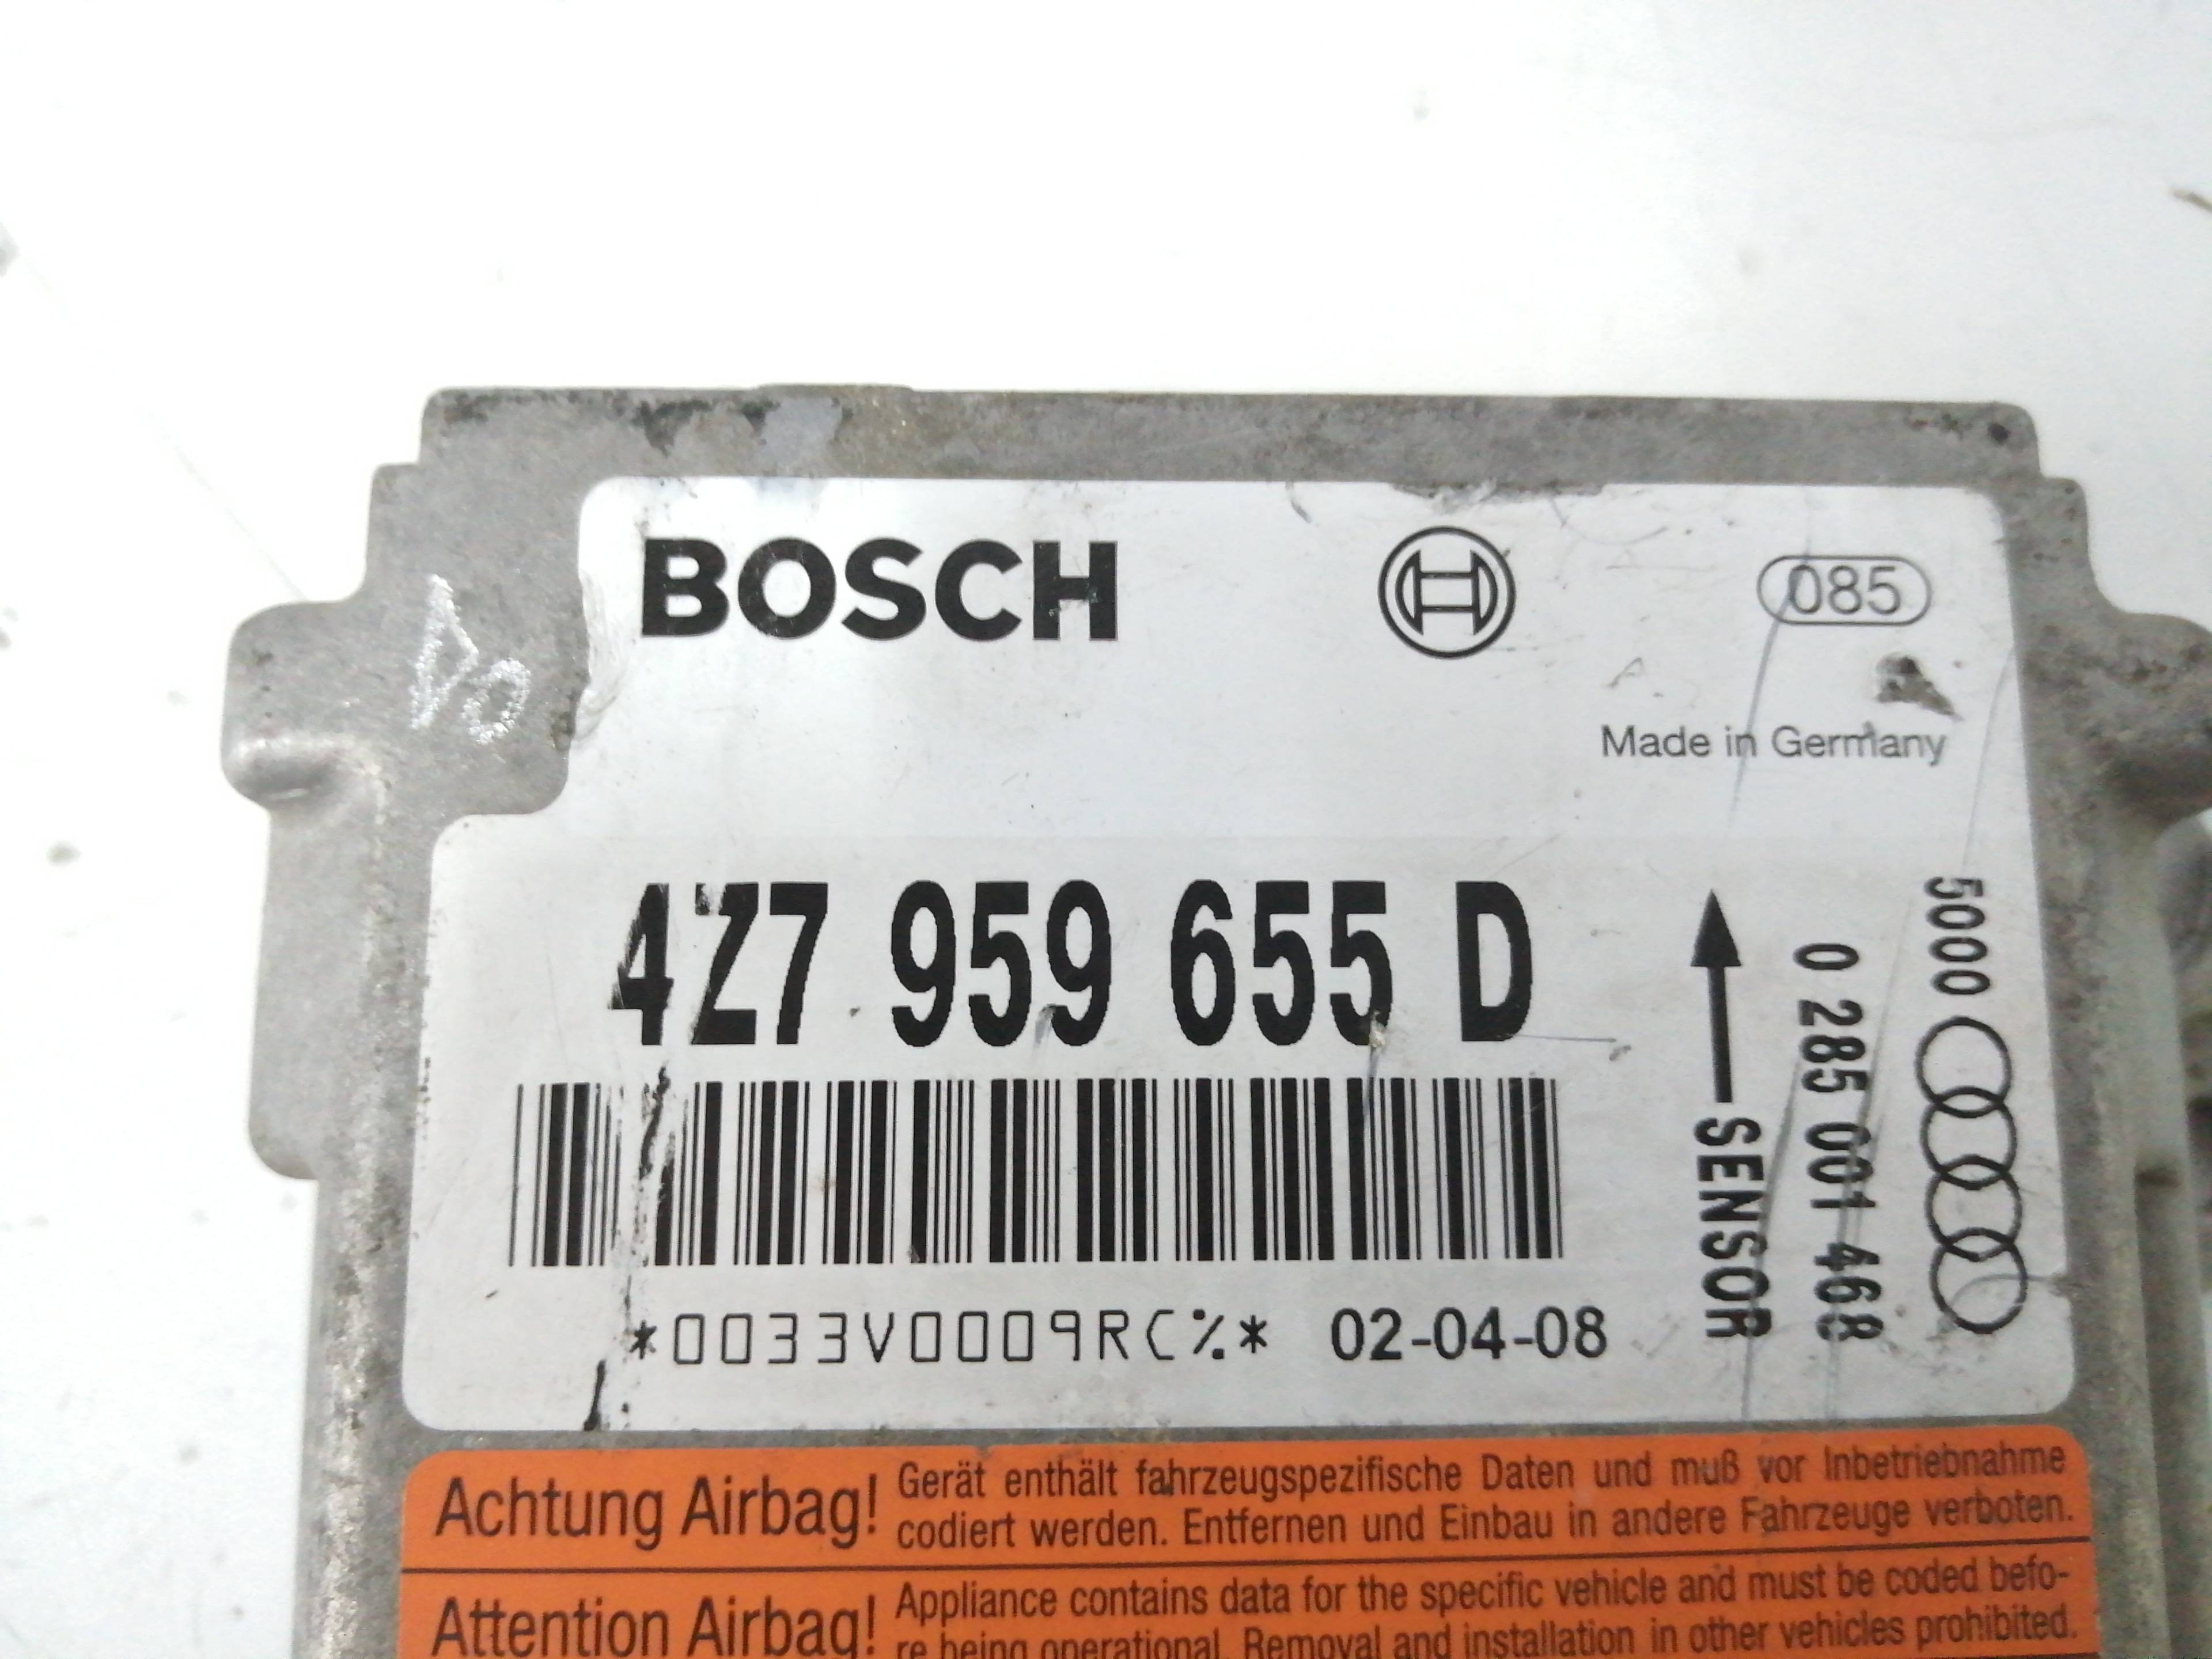 BOSCH
085
Made in Germany
4Z7 959 655 D
*0033V0009RC%* 02-04-08
SENSOR
0 285 001 468
5000
Achtung Airbag! Gerät enthält fahrzeugspezifische Daten und muß vor Inbetriebnahme
codiert werden. Entfernen und Einbau in andere Fahrzeuge verboten.
Attention Airbag! Appliance contains data for the specific vehicle and must be coded befo-
re being operational. Removal and installation in other vehicles prohibited.